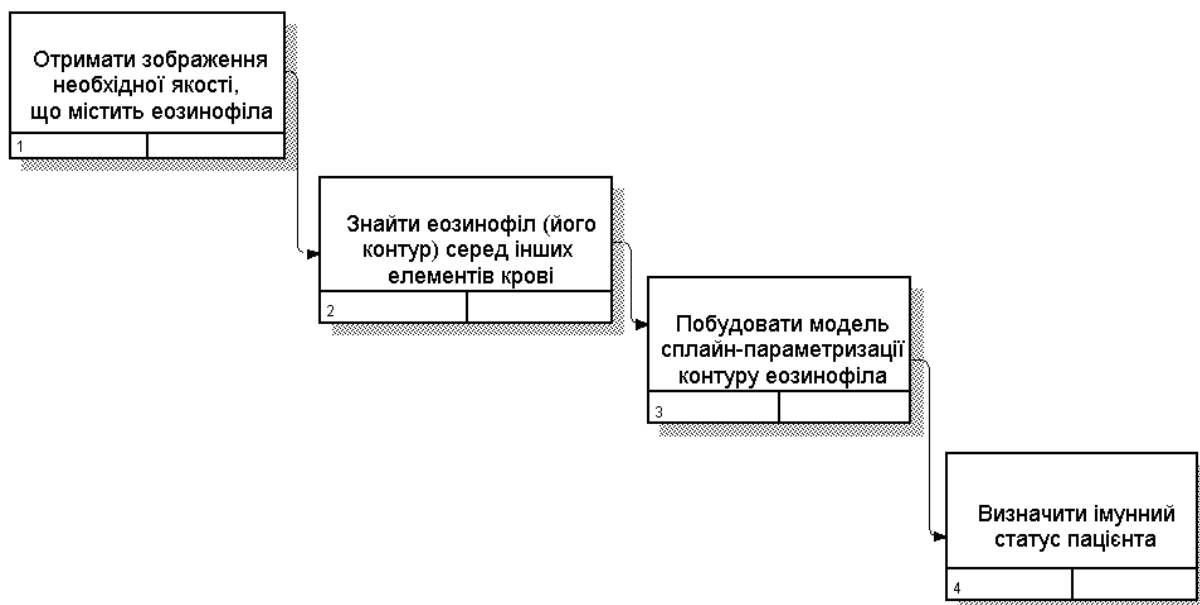 Отримати зображення
необхідної якості,
що містить еозинофіла
1
Знайти еозинофіл (його
контур) серед інших
елементів крові
2
Побудовати модель
сплайн-параметризації
контуру еозинофіла
3
Визначити імунний
статус пацієнта
4